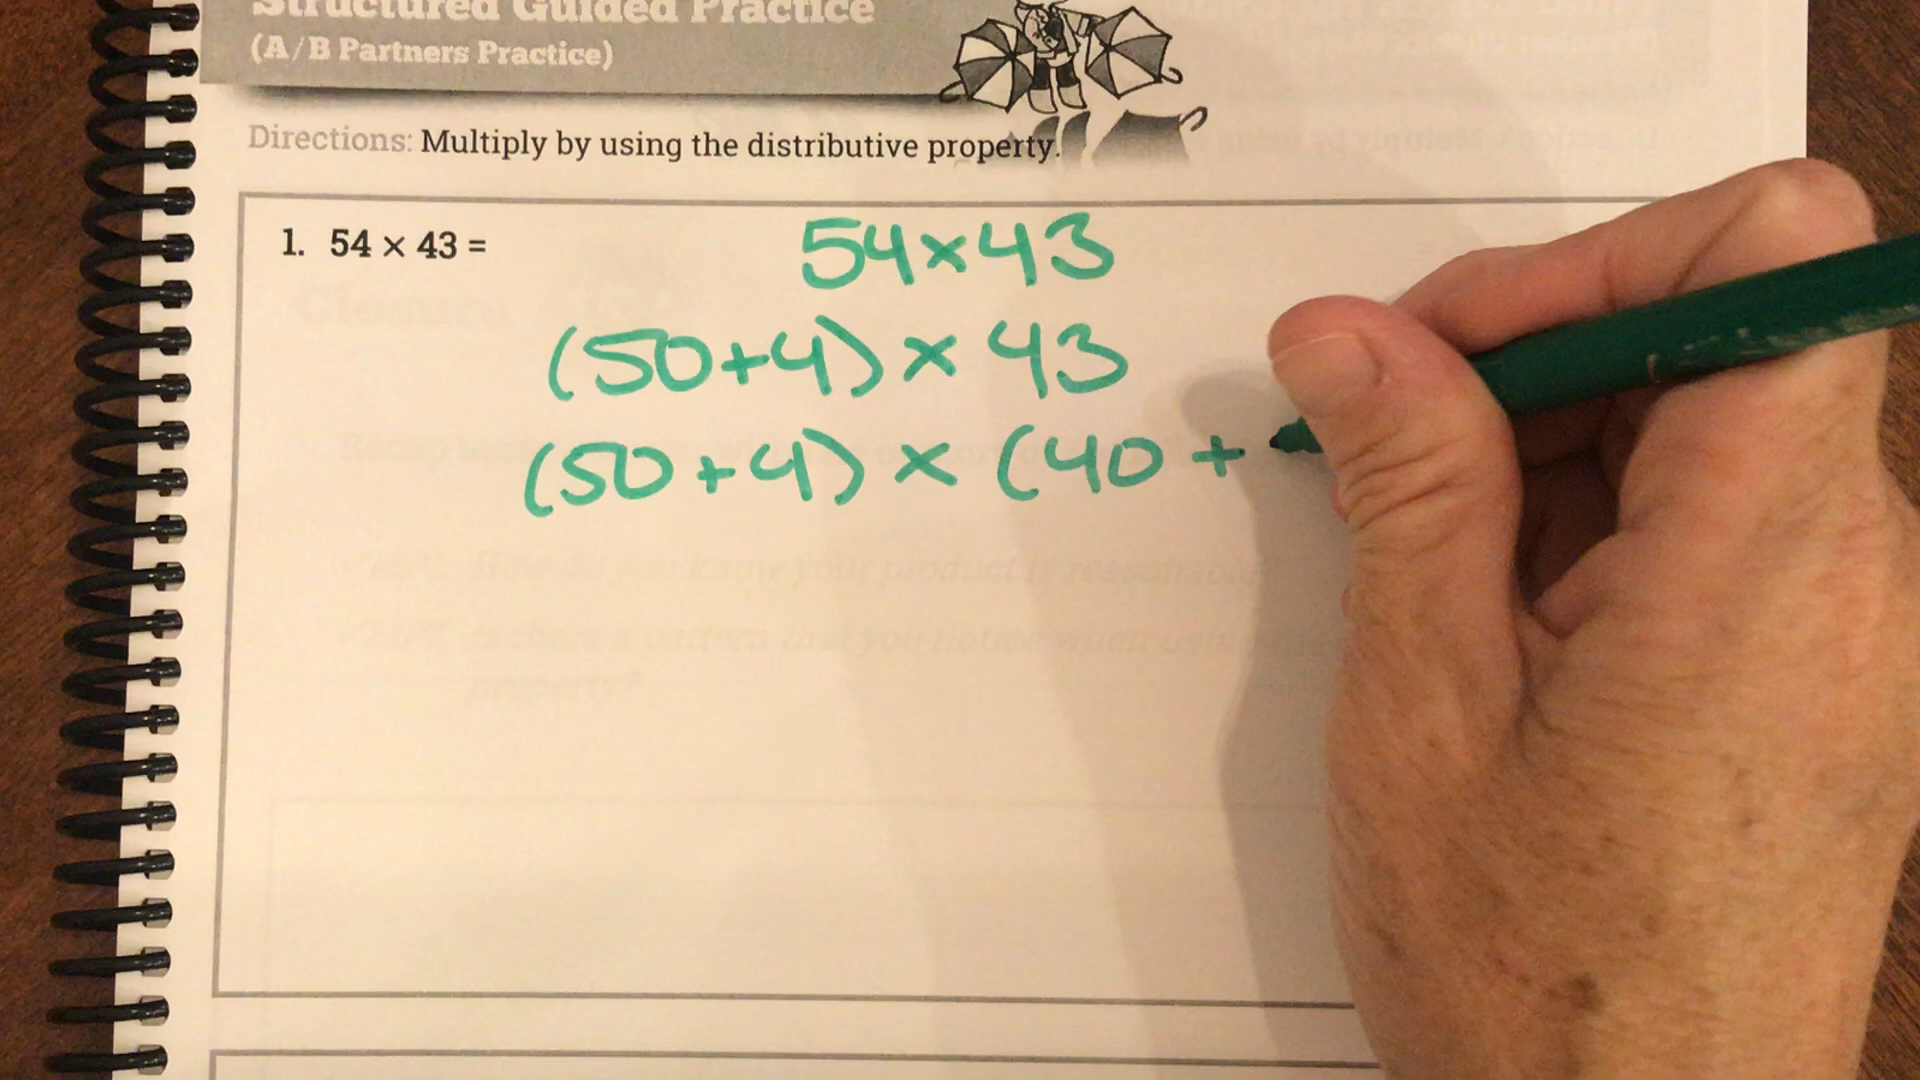 Structured Guided Practice
(A/B Partners Practice)
Directions: Multiply by using the distributive property.
1. 54 × 43 =
54×43
(50+4) × 43
(50+4) × (40 +